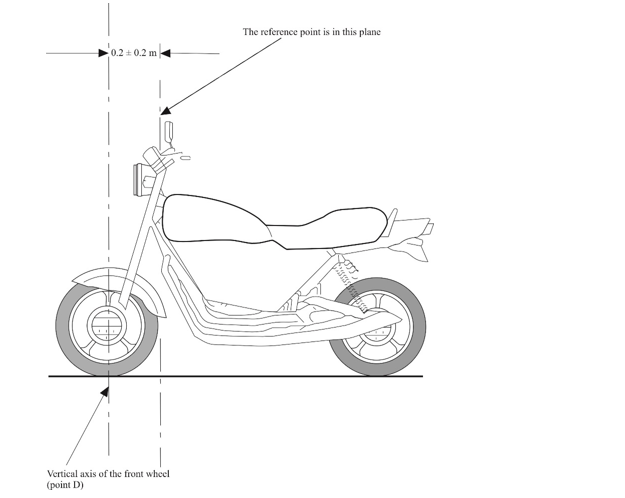 The reference point is in this plane
0.2 ± 0.2 m
Vertical axis of the front wheel
(point D)